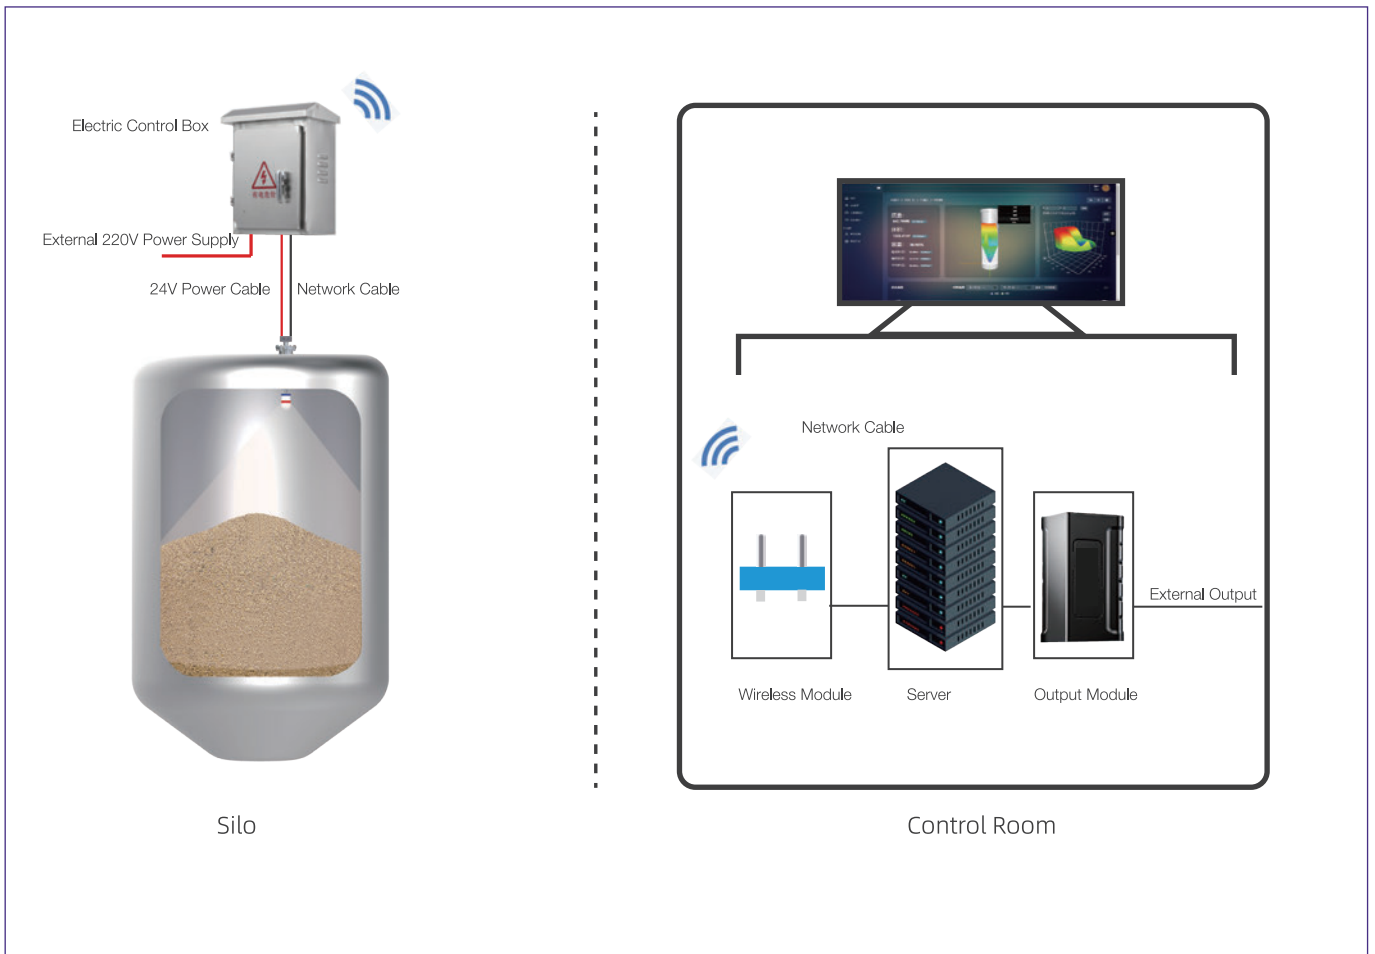 Electric Control Box
External 220V Power Supply
24V Power Cable
Network Cable
Network Cable
External Output
Wireless Module
Server
Output Module
Silo
Control Room